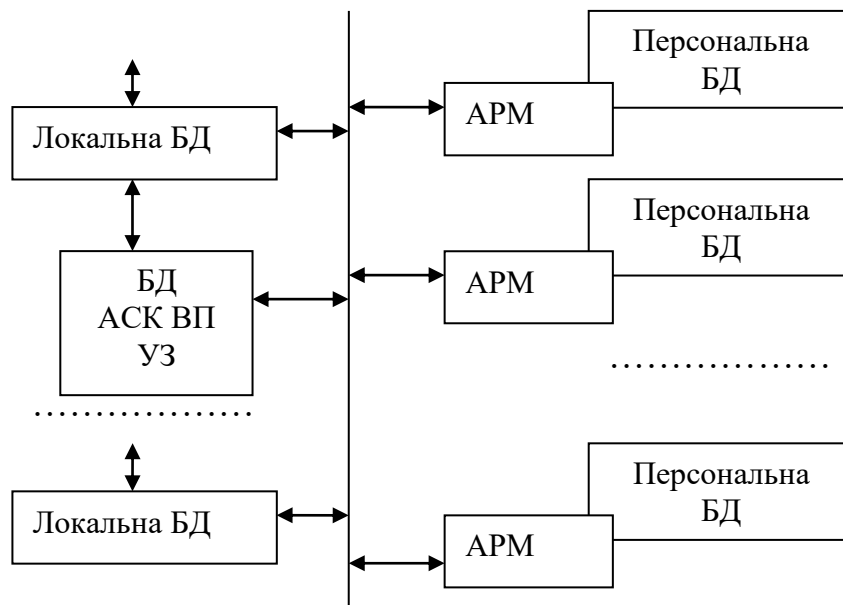 Персональна
БД
АРМ
Локальна БД
Персональна
БД
АРМ
БД
АСК ВП
УЗ
Персональна
БД
АРМ
Локальна БД